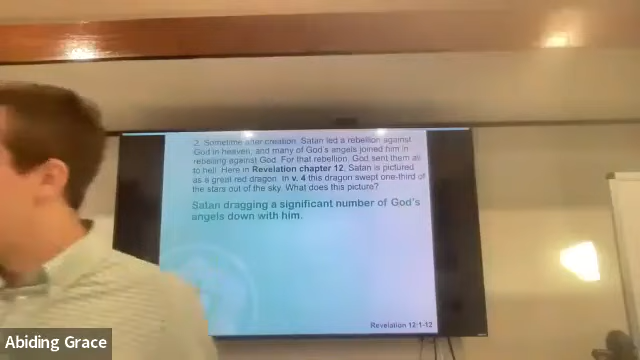 2. Sometime after creation, Satan led a rebellion against
God in heaven, and many of God's angels joined him in
rebelling against God. For that rebellion, God sent them all
to hell. Here in Revelation chapter 12, Satan is pictured
as a great red dragon. In v. 4 this dragon swept one-third of
the stars out of the sky. What does this picture?
Satan dragging a significant number of God's
angels down with him.
Revelation 12:1-12
Abiding Grace